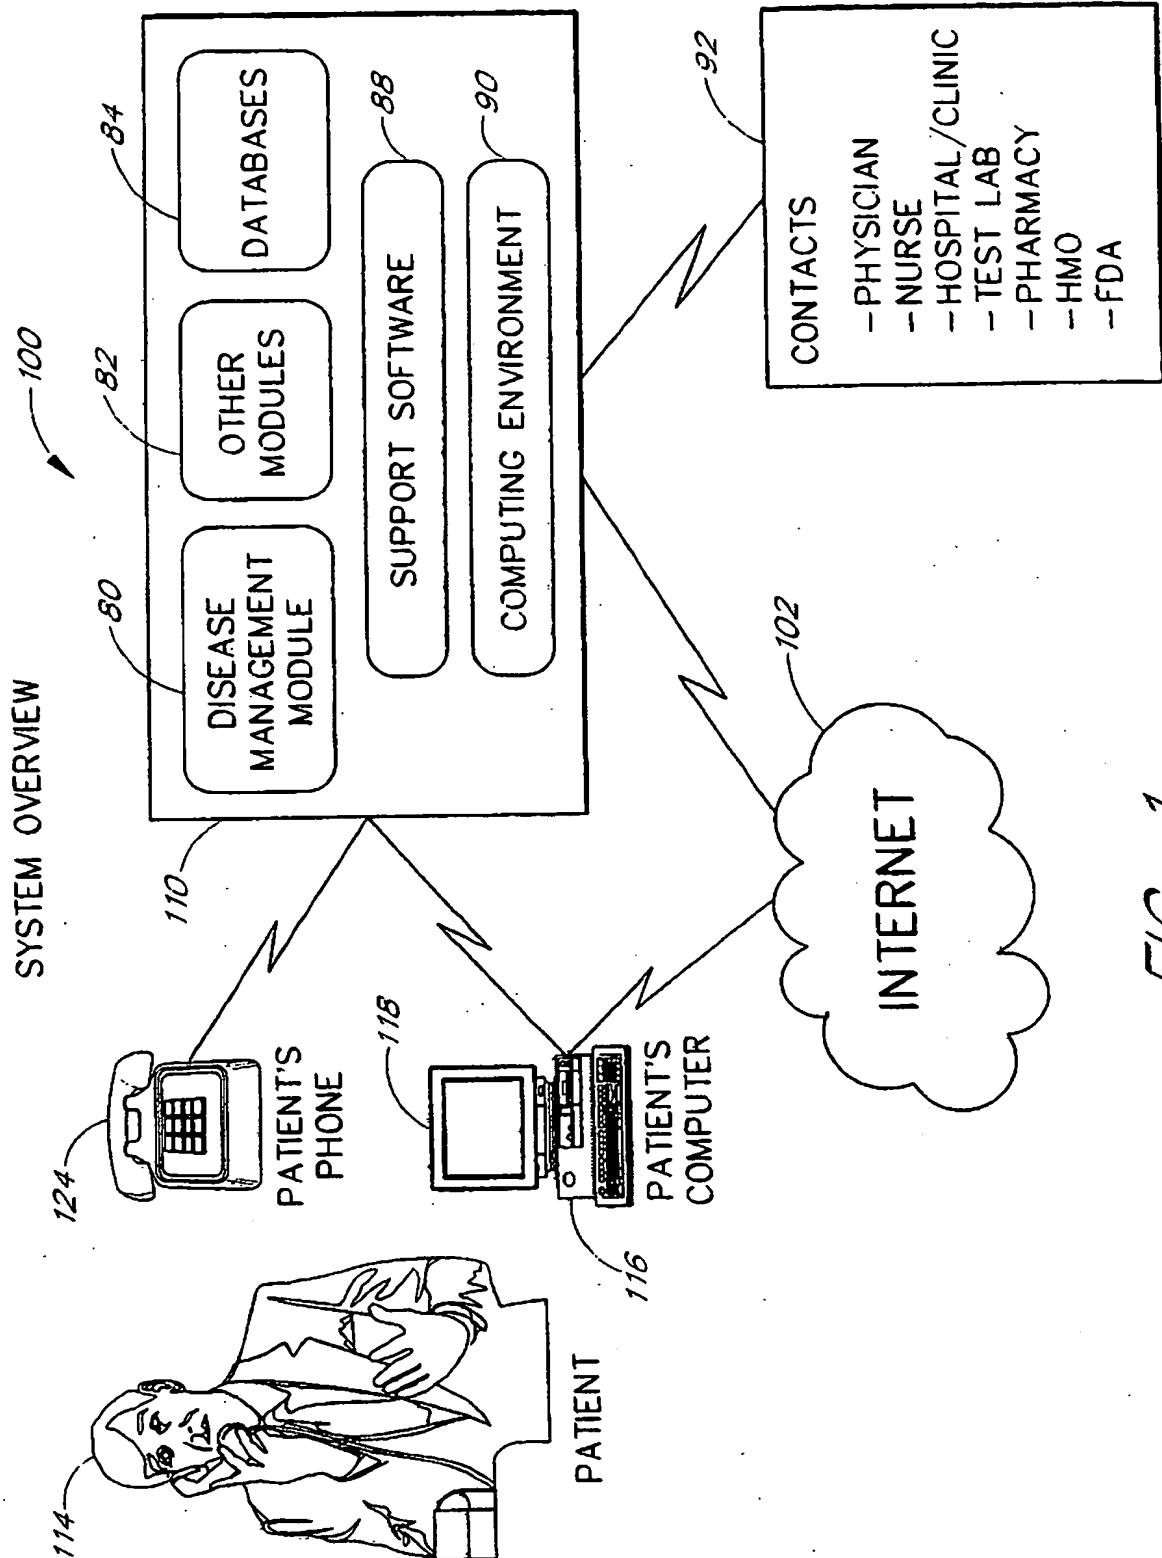 SYSTEM OVERVIEW
100
114
PATIENT
124
PATIENT'S
PHONE
118
116
PATIENT'S
COMPUTER
110
80
DISEASE
MANAGEMENT
MODULE
82
OTHER
MODULES
84
DATABASES
88
SUPPORT SOFTWARE
90
COMPUTING ENVIRONMENT
102
INTERNET
92
CONTACTS
-PHYSICIAN
-NURSE
-HOSPITAL/CLINIC
-TEST LAB
-PHARMACY
-HMO
-FDA